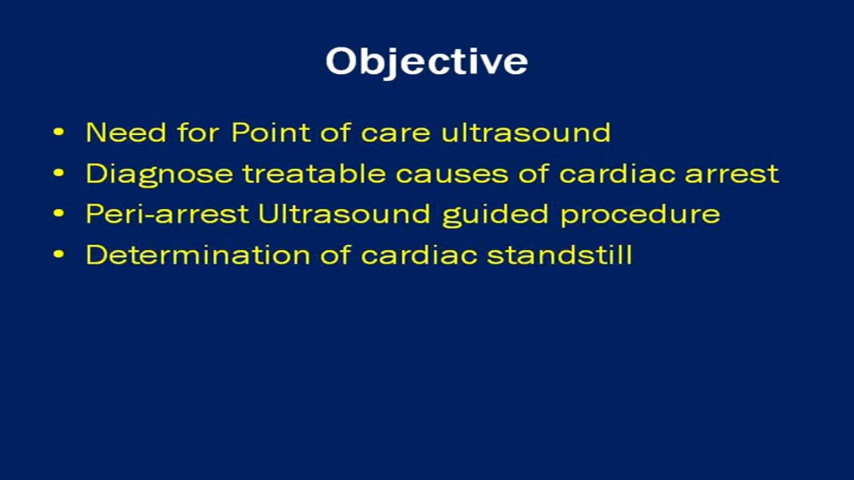 Objective
• Need for Point of care ultrasound
• Diagnose treatable causes of cardiac arrest
• Peri-arrest Ultrasound guided procedure
• Determination of cardiac standstill